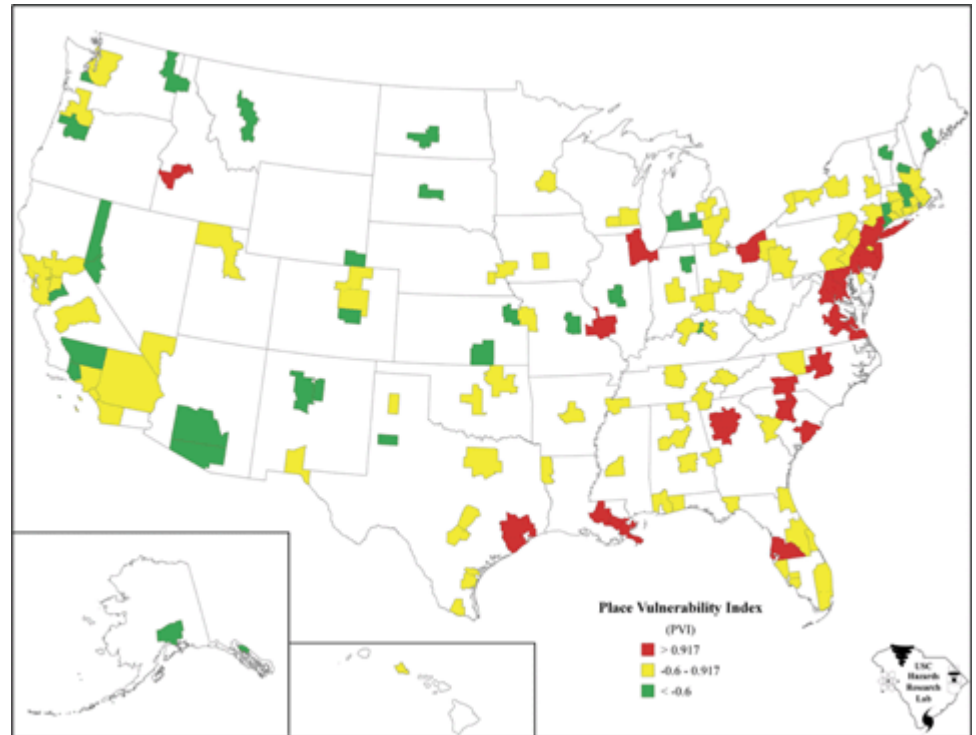 Place Vulnerability Index
(PVI)
> 0.917
-0.6 - 0.917
< -0.6
USC
Hazards
Research
Lab